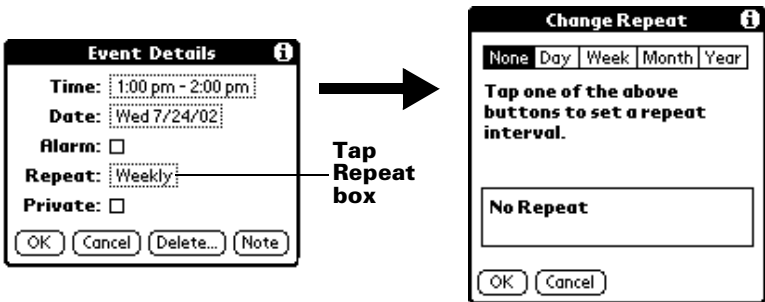 Event Details
Time: 1:00 pm - 2:00 pm
Date: Wed 7/24/02
Alarm:
Repeat: Weekly
Private:
OK Cancel Delete... Note
Tap
Repeat
box
Change Repeat
None Day Week Month Year
Tap one of the above
buttons to set a repeat
interval.
No Repeat
OK Cancel